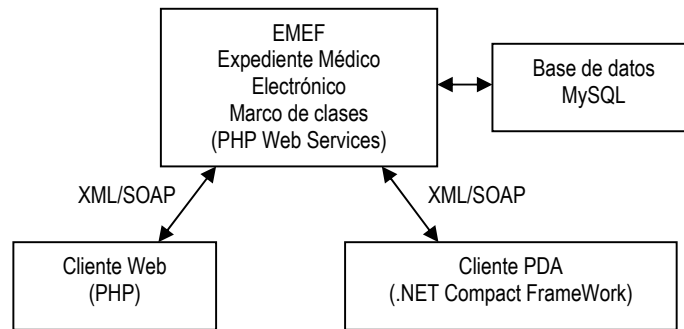 EMEF
Expediente Médico
Electrónico
Marco de clases
(PHP Web Services)
Base de datos
MySQL
XML/SOAP
XML/SOAP
Cliente Web
(PHP)
Cliente PDA
(.NET Compact FrameWork)